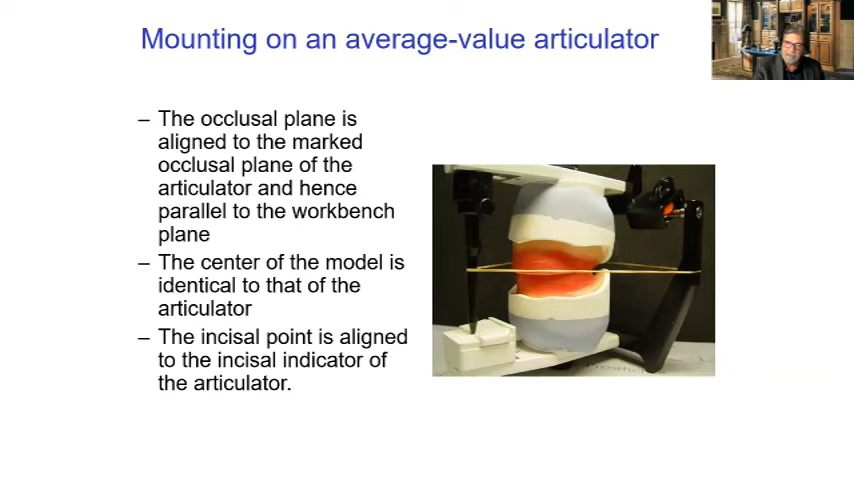 Mounting on an average-value articulator
– The occlusal plane is
aligned to the marked
occlusal plane of the
articulator and hence
parallel to the workbench
plane
– The center of the model is
identical to that of the
articulator
– The incisal point is aligned
to the incisal indicator of
the articulator.